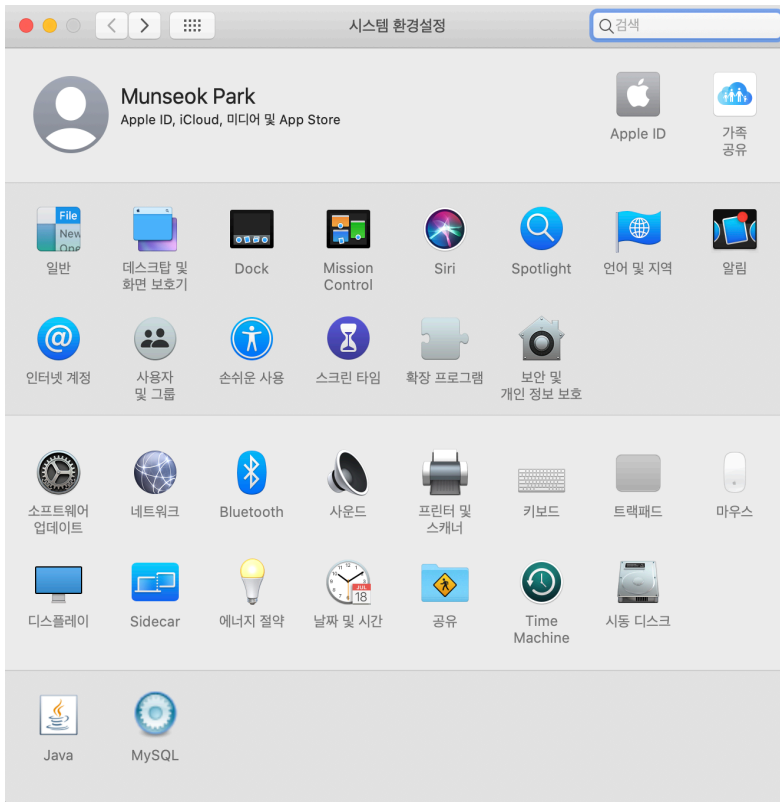 시스템 환경설정
검색
Munseok Park
Apple ID, iCloud, 미디어 및 App Store
Apple ID
가족
공유
File
New
Ope
일반
데스크탑 및
화면 보호기
Dock
Mission
Control
Siri
Spotlight
언어 및 지역
알림
인터넷 계정
사용자
및 그룹
손쉬운 사용
스크린 타임
확장 프로그램
보안 및
개인 정보 보호
소프트웨어
업데이트
네트워크
Bluetooth
사운드
프린터 및
스캐너
키보드
트랙패드
마우스
디스플레이
Sidecar
에너지 절약
JUL
18
날짜 및 시간
공유
Time
Machine
시동 디스크
Java
MySQL